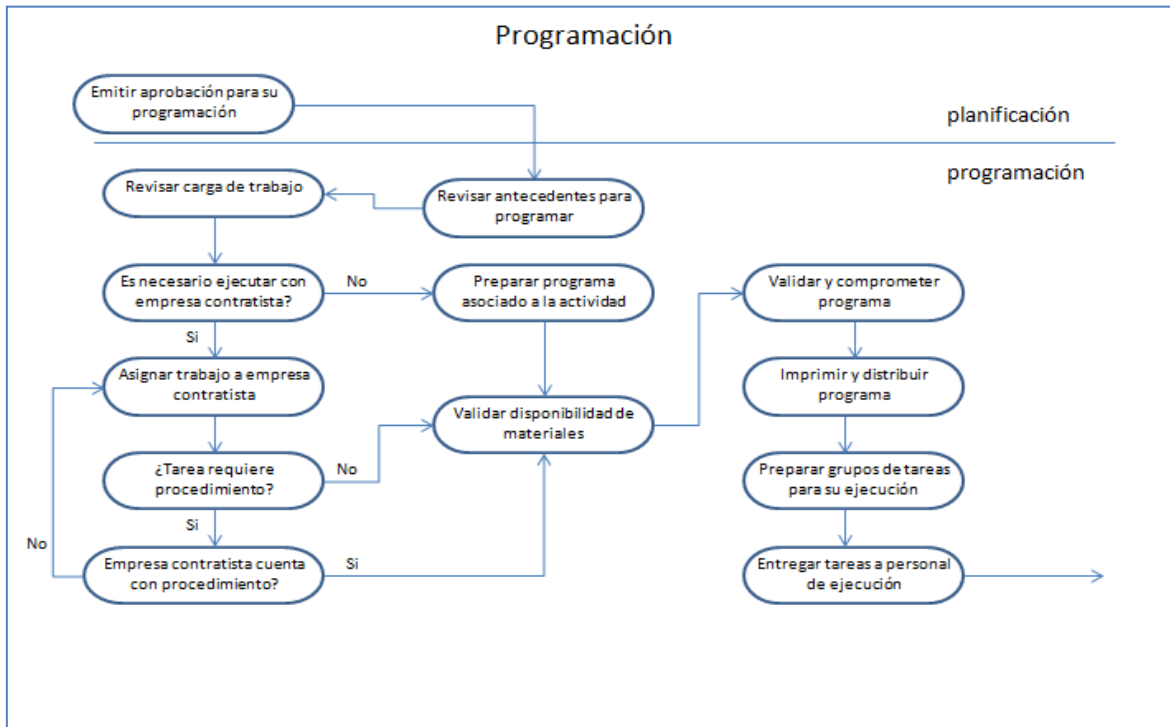 Programación
Emitir aprobación para su
programación
planificación
programación
Revisar carga de trabajo
Revisar antecedentes para
programar
Es necesario ejecutar con
empresa contratista?
No
Preparar programa
asociado a la actividad
Validar y comprometer
programa
Si
Asignar trabajo a empresa
contratista
Imprimir y distribuir
programa
Validar disponibilidad de
materiales
¿Tarea requiere
procedimiento?
No
Preparar grupos de tareas
para su ejecución
Si
No
Empresa contratista cuenta
con procedimiento?
Si
Entregar tareas a personal
de ejecución